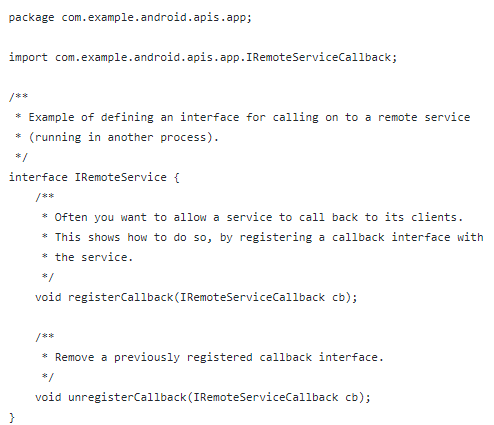 package com.example.android.apis.app;

import com.example.android.apis.app.IRemoteServiceCallback;

/**
 * Example of defining an interface for calling on to a remote service
 * (running in another process).
 */
interface IRemoteService {
    /**
     * Often you want to allow a service to call back to its clients.
     * This shows how to do so, by registering a callback interface with
     * the service.
     */
    void registerCallback(IRemoteServiceCallback cb);

    /**
     * Remove a previously registered callback interface.
     */
    void unregisterCallback(IRemoteServiceCallback cb);
}